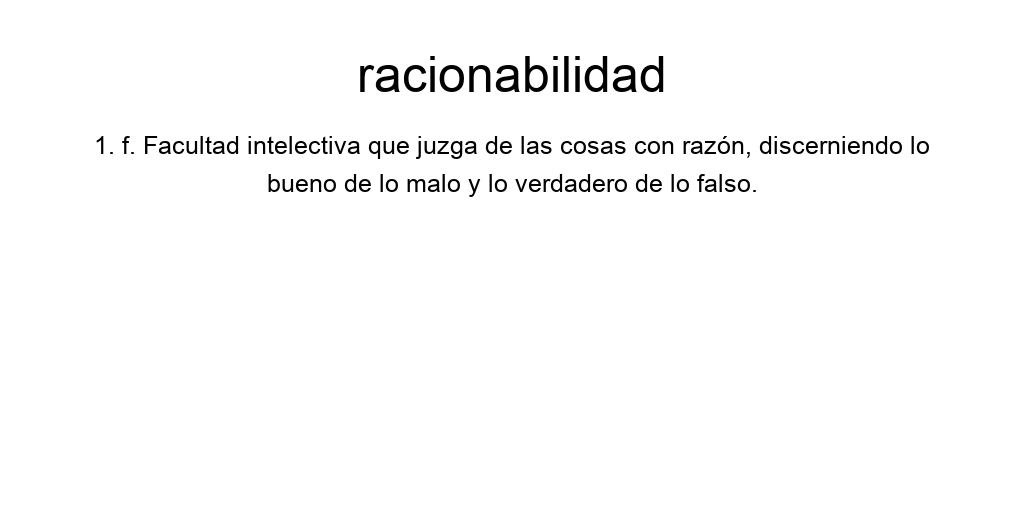 racionabilidad
1. f. Facultad intelectiva que juzga de las cosas con razón, discerniendo lo
bueno de lo malo y lo verdadero de lo falso.